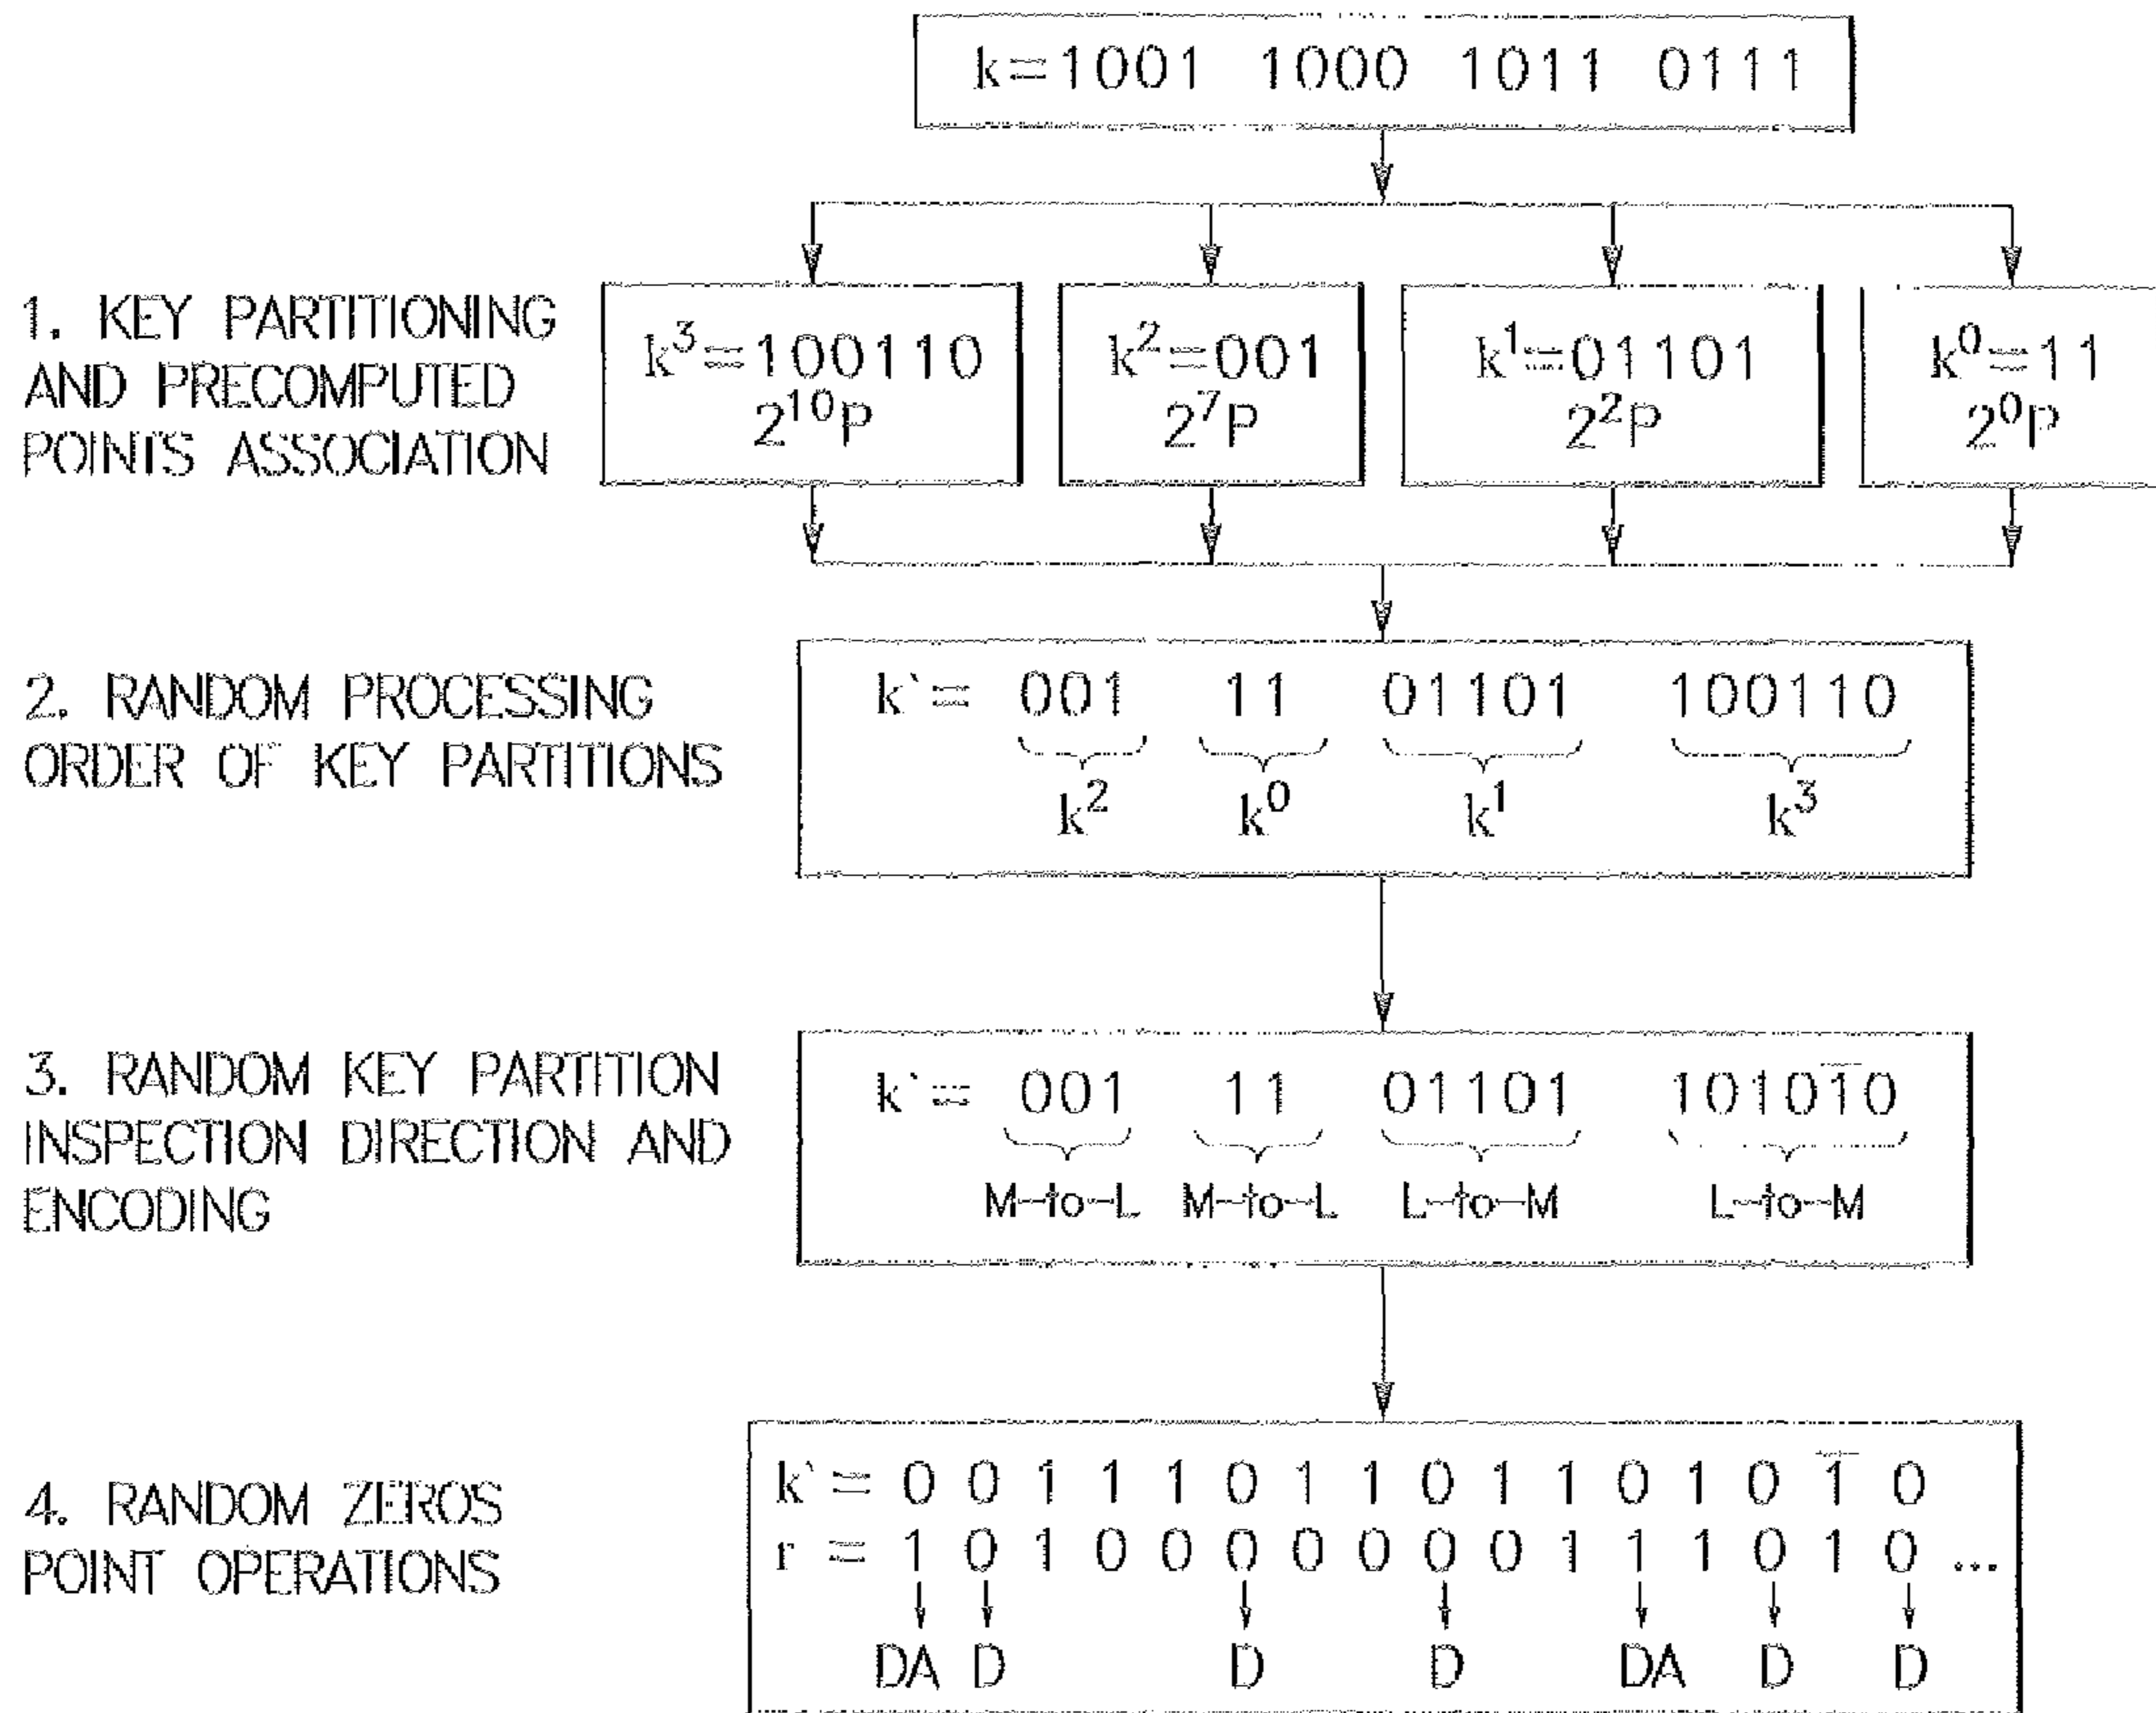 k=1001 1000 1011 0111
1. KEY PARTITIONING
AND PRECOMPUTED
POINTS ASSOCIATION
k³=100110
2¹⁰P
k²=001
2⁷P
k¹=01101
2²P
k⁰=11
2⁰P
2. RANDOM PROCESSING
ORDER OF KEY PARTITIONS
k`= 001 11 01101 100110
k² k⁰ k¹ k³
3. RANDOM KEY PARTITION
INSPECTION DIRECTION AND
ENCODING
k`= 001 11 01101 10101̅0
M-to-L M-to-L L-to-M L-to-M
4. RANDOM ZEROS
POINT OPERATIONS
k`= 0 0 1 1 1 0 1 1 0 1 1 0 1 0 1̅ 0
r = 1 0 1 0 0 0 0 0 0 0 1 1 1 0 1 0 ...
DA D D D DA D D